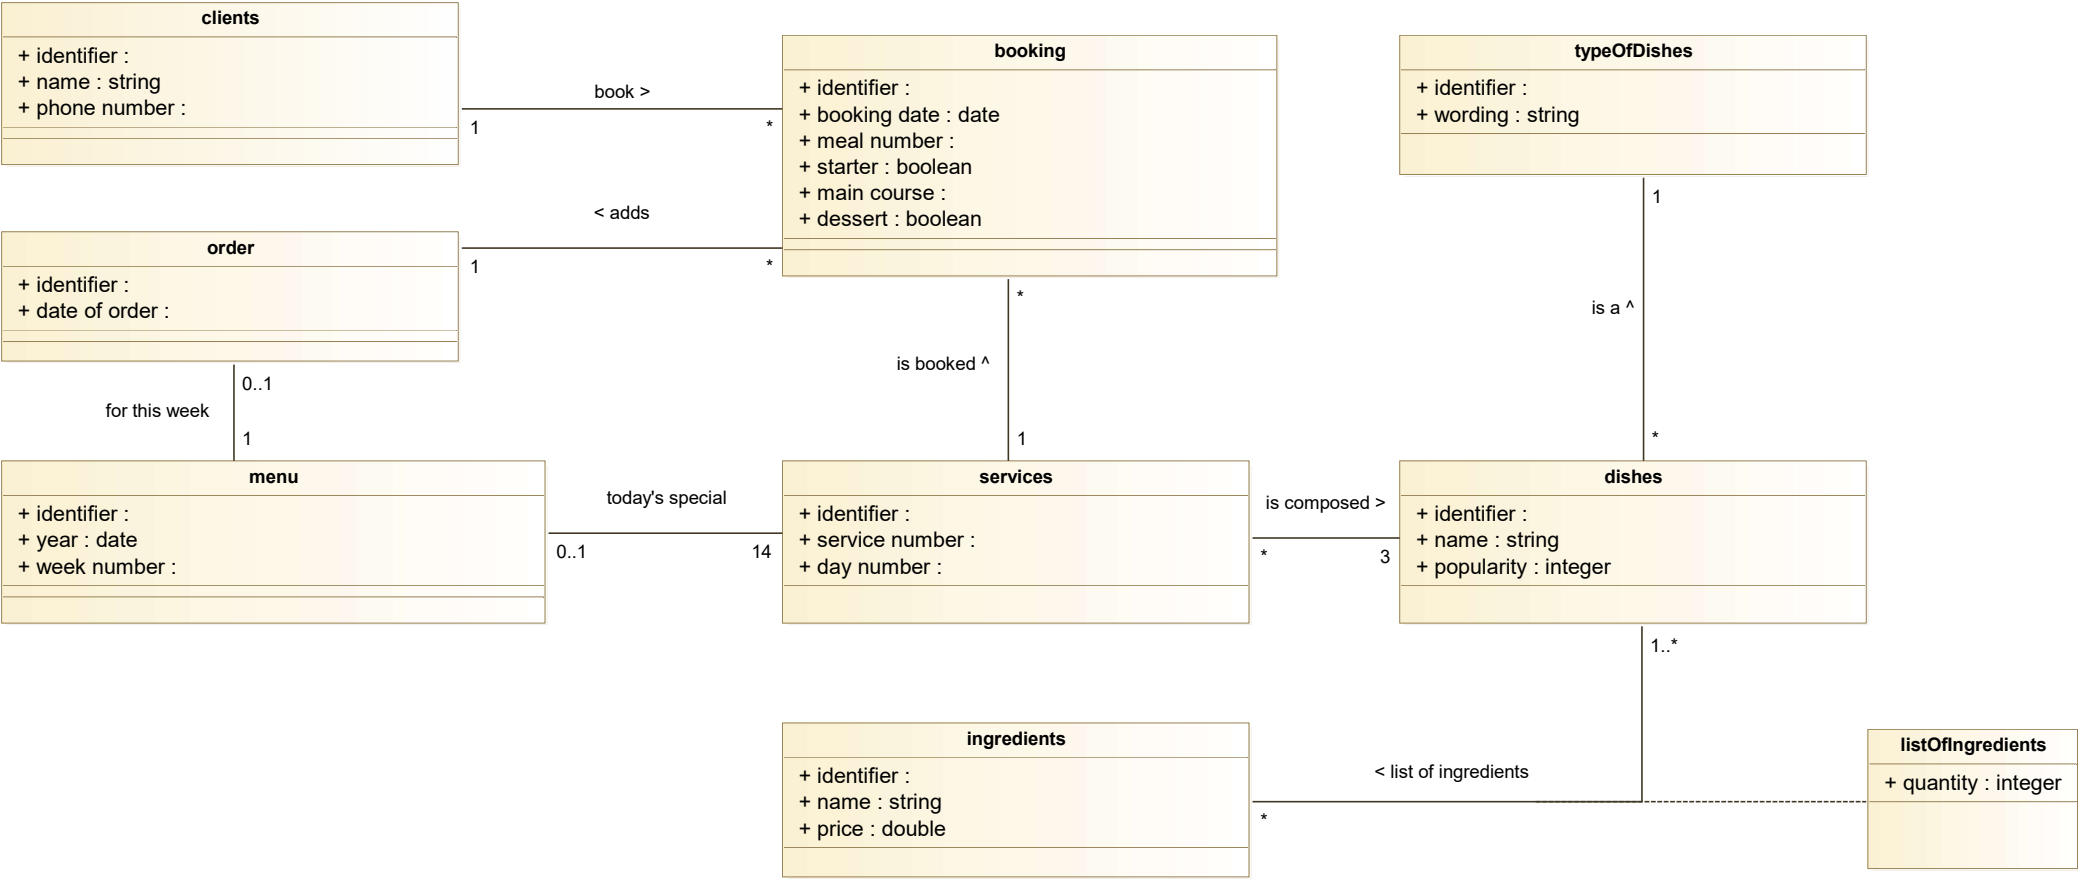 clients
+ identifier :
+ name : string
+ phone number :
book >
1
*
booking
+ identifier :
+ booking date : date
+ meal number :
+ starter : boolean
+ main course :
+ dessert : boolean
typeOfDishes
+ identifier :
+ wording : string
< adds
1
*
order
+ identifier :
+ date of order :
0..1
for this week
1
*
is booked ^
1
1
is a ^
*
menu
+ identifier :
+ year : date
+ week number :
today's special
0..1
14
services
+ identifier :
+ service number :
+ day number :
is composed >
*
3
dishes
+ identifier :
+ name : string
+ popularity : integer
1..*
ingredients
+ identifier :
+ name : string
+ price : double
< list of ingredients
*
listOfIngredients
+ quantity : integer